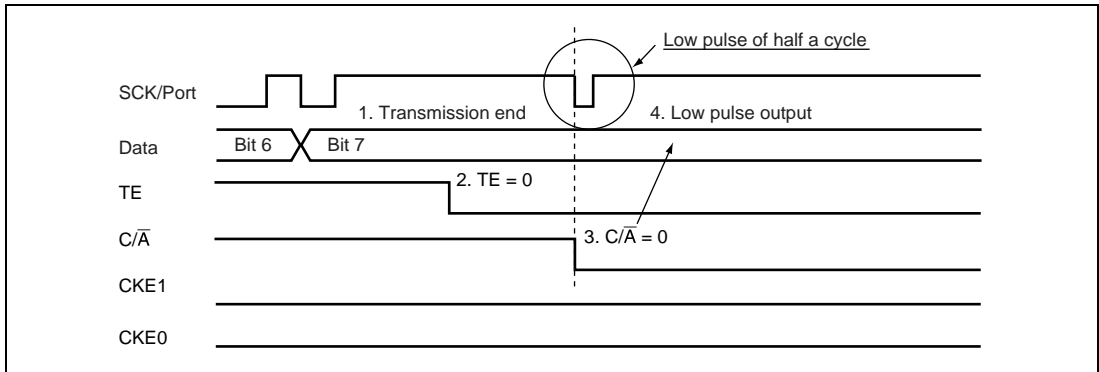 Low pulse of half a cycle
SCK/Port
1. Transmission end
4. Low pulse output
Data
Bit 6
Bit 7
TE
2. TE = 0
C/A̅
3. C/A̅ = 0
CKE1
CKE0